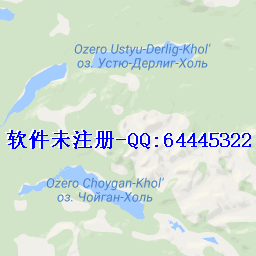 Ozero Ustyu-Derlig-Khol'
оз. Устю-Дерлиг-Холь
软件未注册-QQ:64445322
Ozero Choygan-Khol'
оз. Чойган-Холь